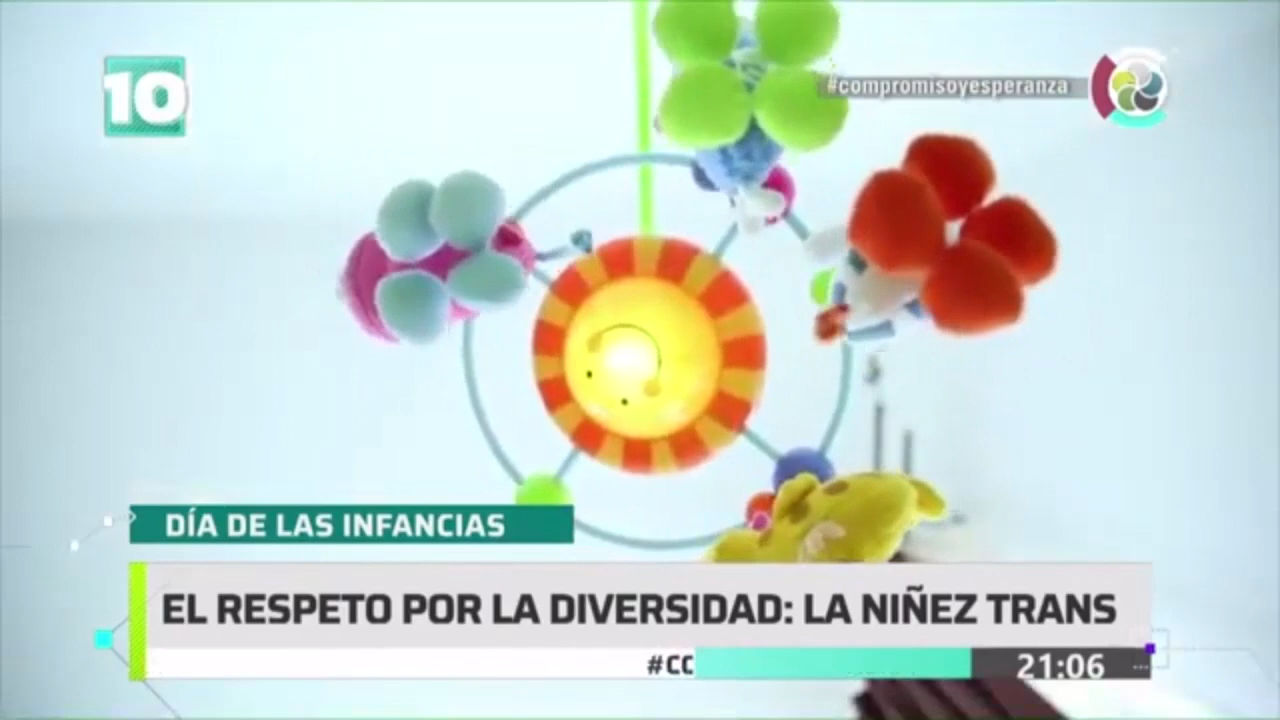 10
#compromisoyesperanza
DÍA DE LAS INFANCIAS
EL RESPETO POR LA DIVERSIDAD: LA NIÑEZ TRANS
#CC
21:06